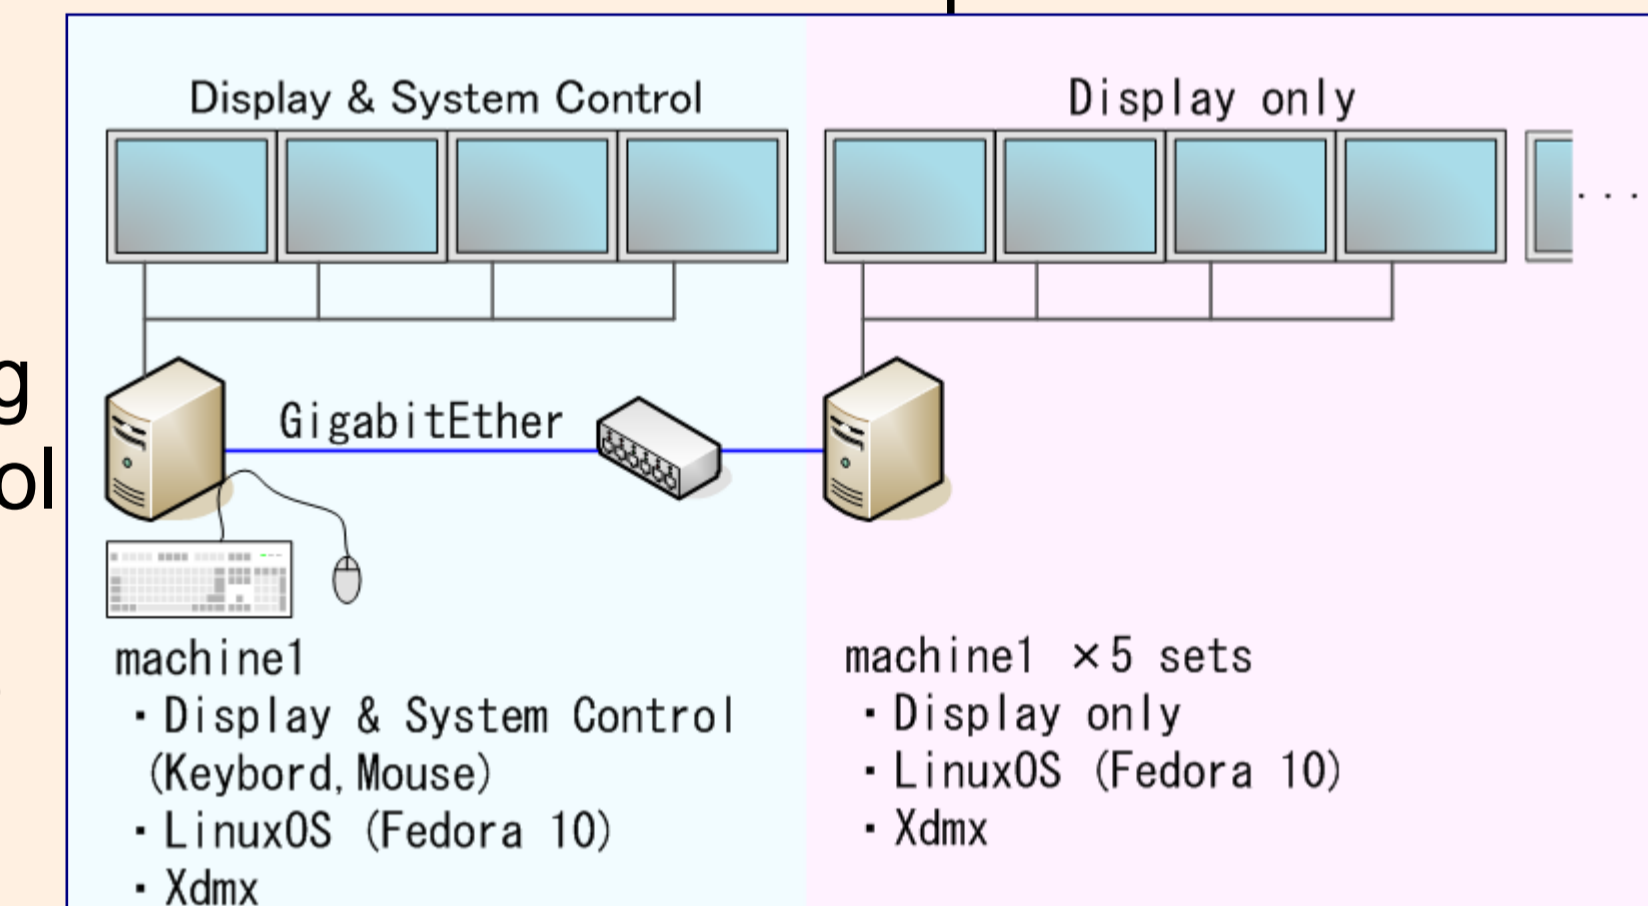 Display & System Control
Display only
. . .
g
ol
GigabitEther
machine1
・Display & System Control
(Keybord, Mouse)
・LinuxOS (Fedora 10)
・Xdmx
machine1 ×5 sets
・Display only
・LinuxOS (Fedora 10)
・Xdmx